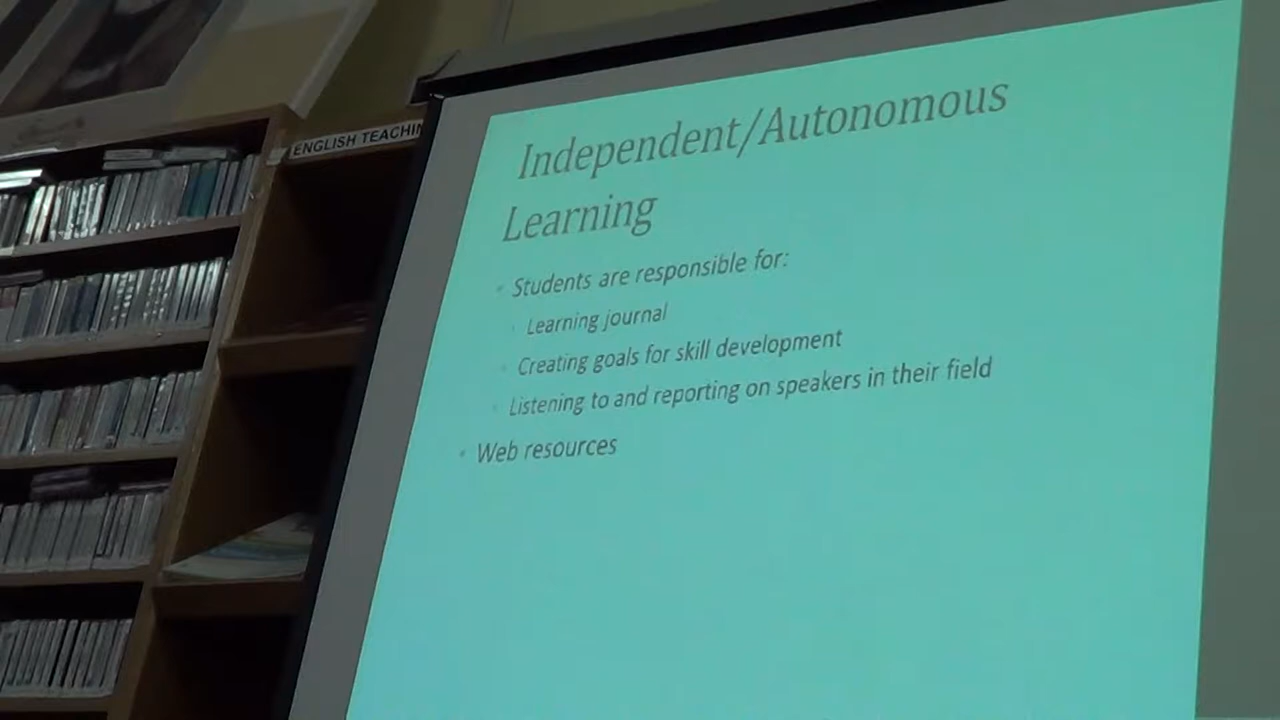 ENGLISH TEACHIN
Independent/Autonomous
Learning
Students are responsible for:
Learning journal
Creating goals for skill development
Listening to and reporting on speakers in their field
Web resources